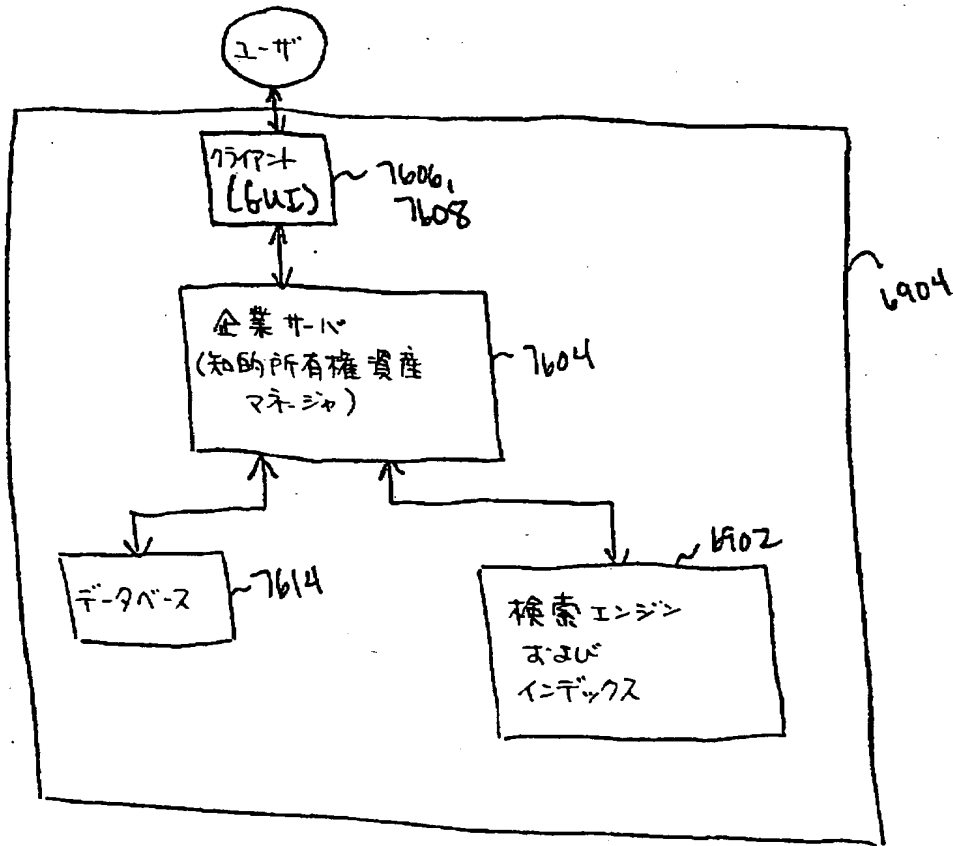 ユーザ
クライアント
(GUI)
7606,
7608
6904
企業サーバ
(知的所有権資産
マネージャ)
7604
データベース
7614
6902
検索エンジン
および
インデックス